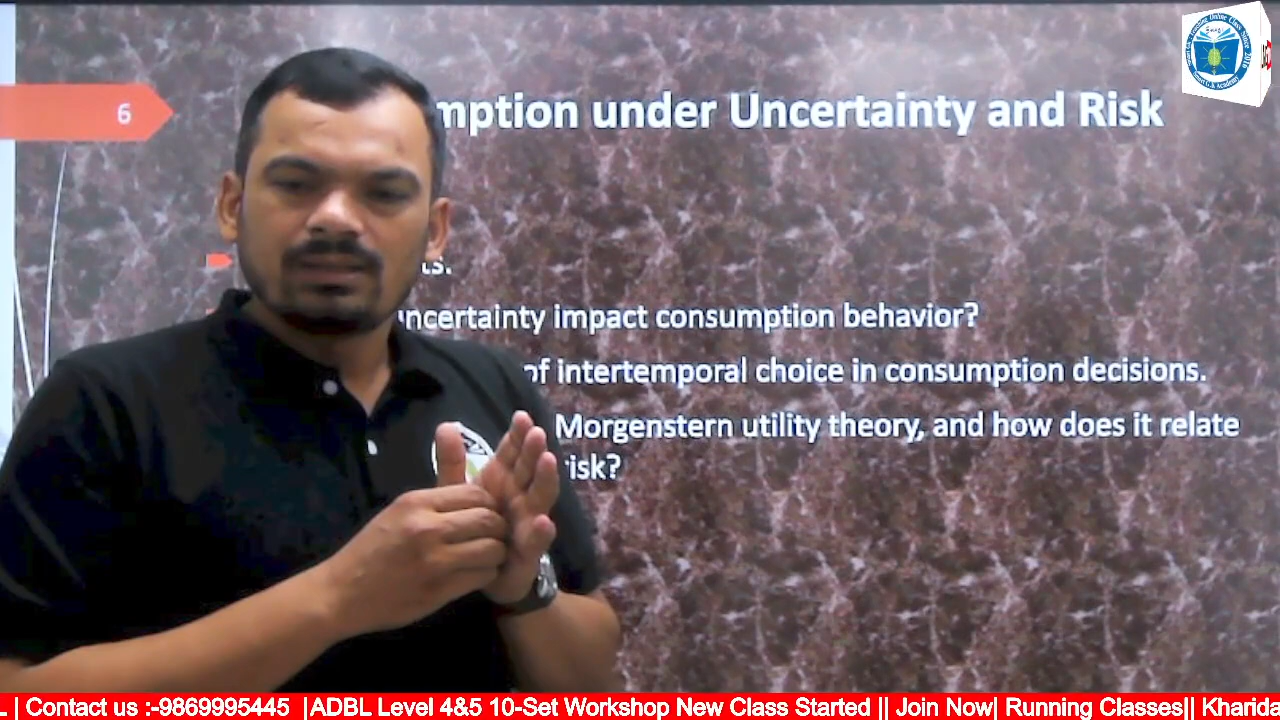 6
mption under Uncertainty and Risk
ts.
uncertainty impact consumption behavior?
of intertemporal choice in consumption decisions.
Morgenstern utility theory, and how does it relate
risk?
L | Contact us :-9869995445 |ADBL Level 4&5 10-Set Workshop New Class Started || Join Now| Running Classes|| Kharida